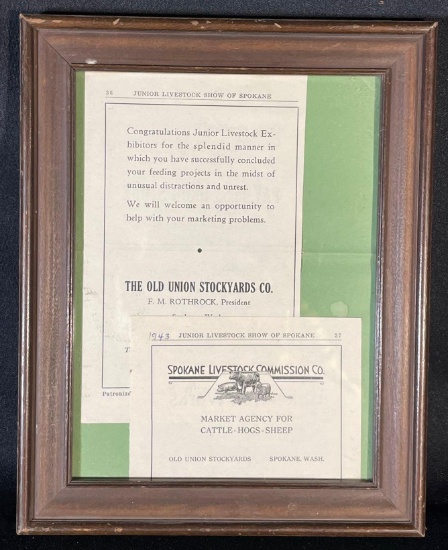 36 JUNIOR LIVESTOCK SHOW OF SPOKANE
Congratulations Junior Livestock Ex-
hibitors for the splendid manner in
which you have successfully concluded
your feeding projects in the midst of
unusual distractions and unrest.
We will welcome an opportunity to
help with your marketing problems.
THE OLD UNION STOCKYARDS CO.
F. M. ROTHROCK, President
T
Patronize
1943 JUNIOR LIVESTOCK SHOW OF SPOKANE 37
SPOKANE LIVESTOCK COMMISSION CO.
MARKET AGENCY FOR
CATTLE-HOGS-SHEEP
OLD UNION STOCKYARDS SPOKANE, WASH.